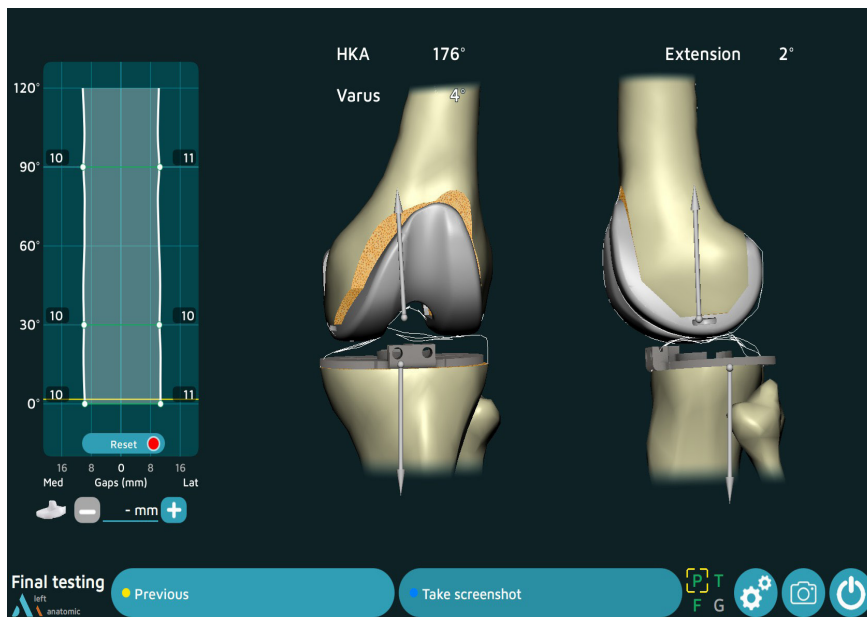 HKA 176° Extension 2°
Varus 4°
120°
10 90° 11
60°
10 30° 10
10 0° 11
Reset
16 8 0 8 16
Med Gaps (mm) Lat
- mm +
Final testing
left
anatomic
Previous
Take screenshot
P T
F G